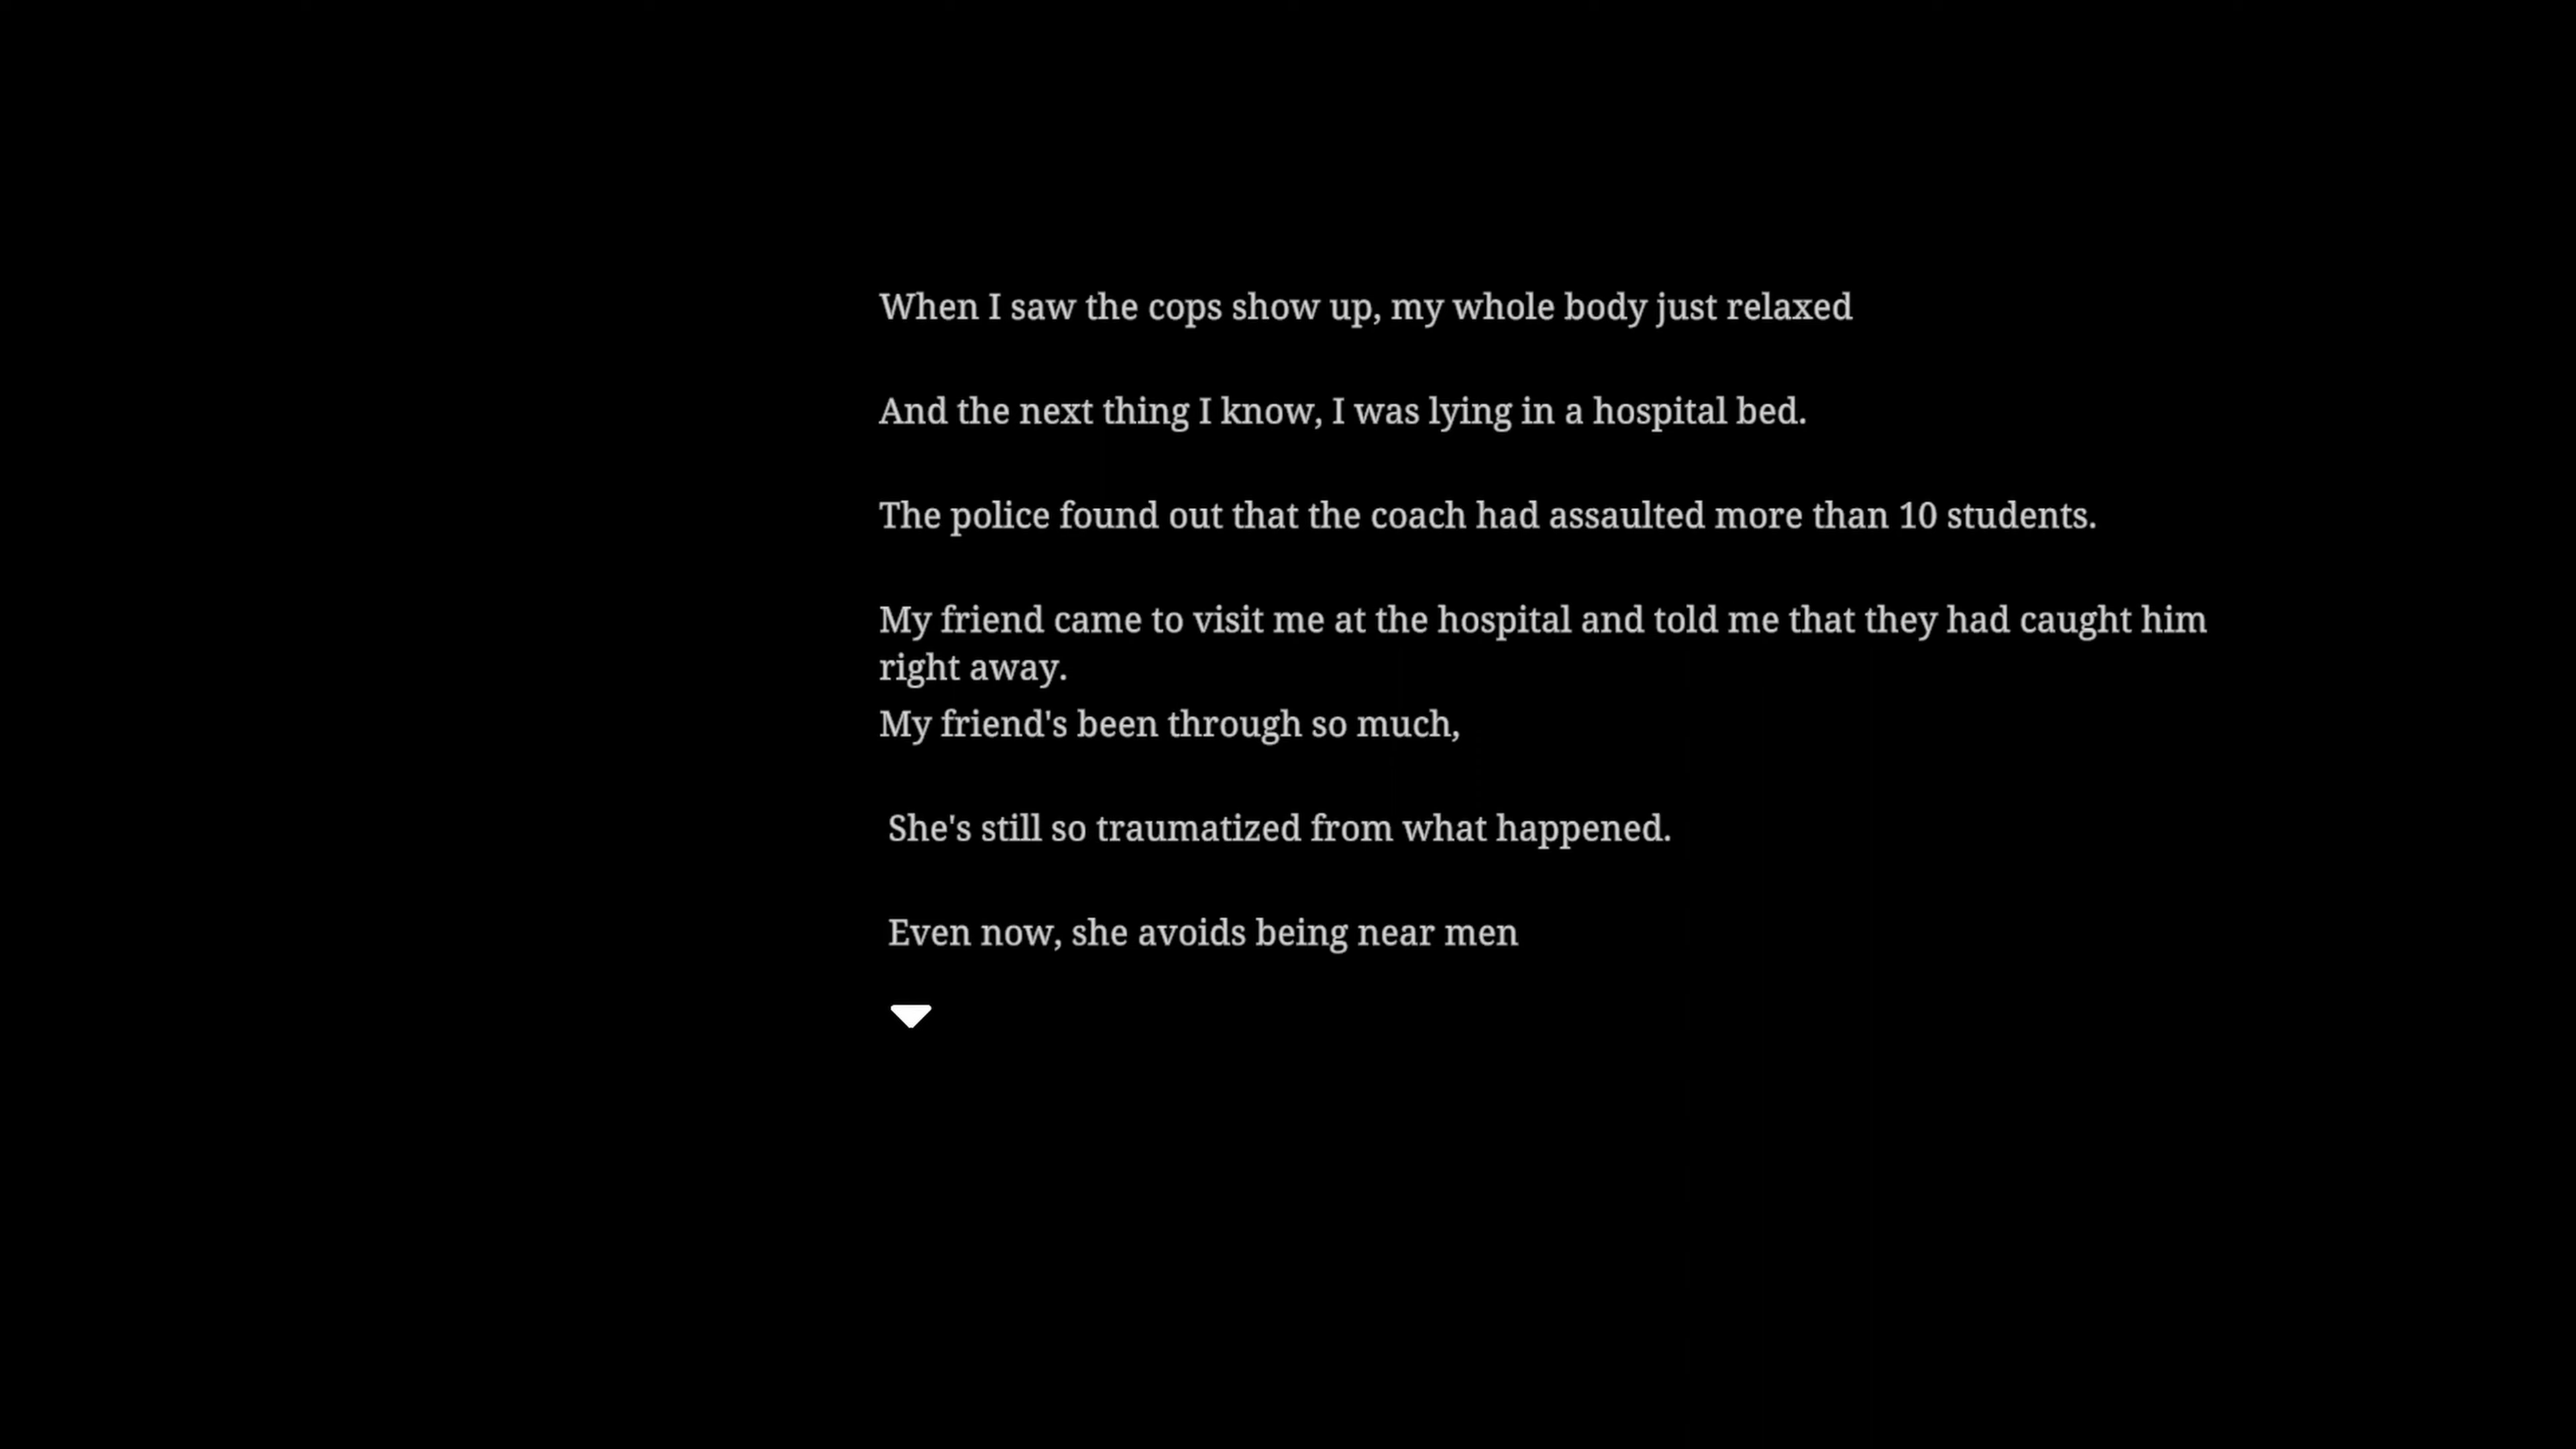 When I saw the cops show up, my whole body just relaxed
And the next thing I know, I was lying in a hospital bed.
The police found out that the coach had assaulted more than 10 students.
My friend came to visit me at the hospital and told me that they had caught him
right away.
My friend's been through so much,
She's still so traumatized from what happened.
Even now, she avoids being near men